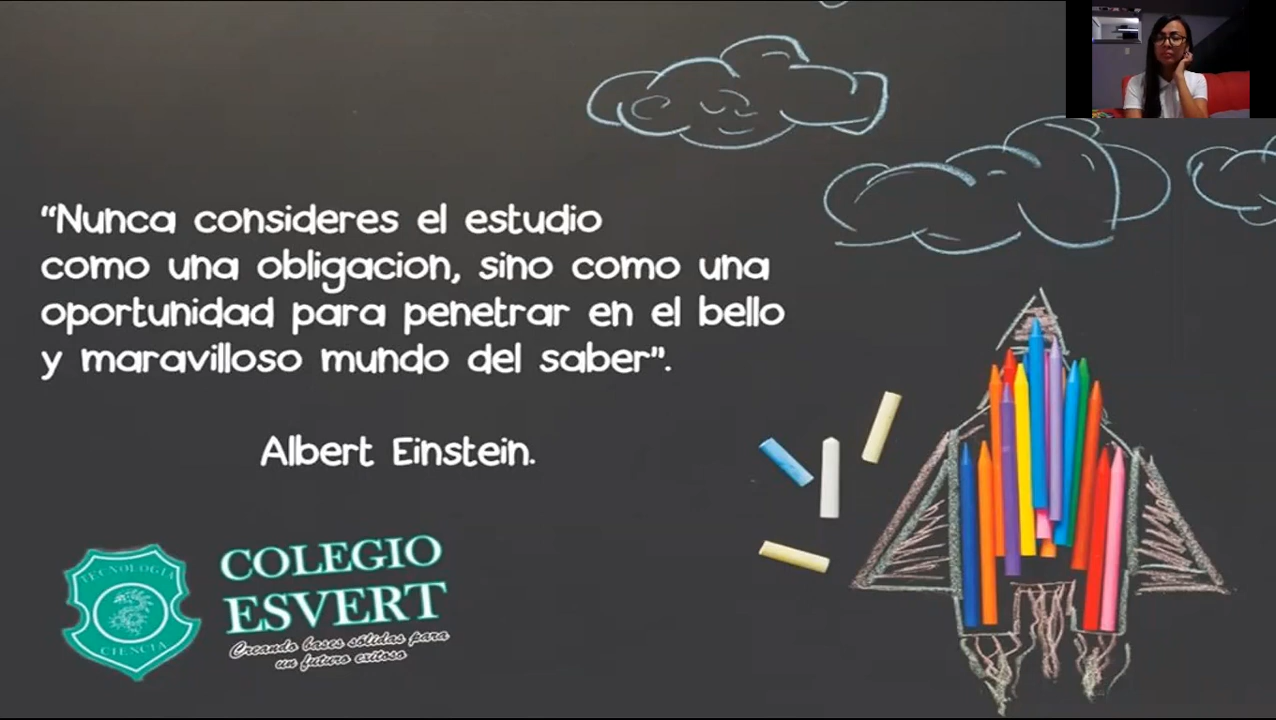 “Nunca consideres el estudio
como una obligacion, sino como una
oportunidad para penetrar en el bello
y maravilloso mundo del saber”.
Albert Einstein.
TECNOLOGIA
CIENCIA
COLEGIO
ESVERT
Creando bases sólidas para
un futuro exitoso